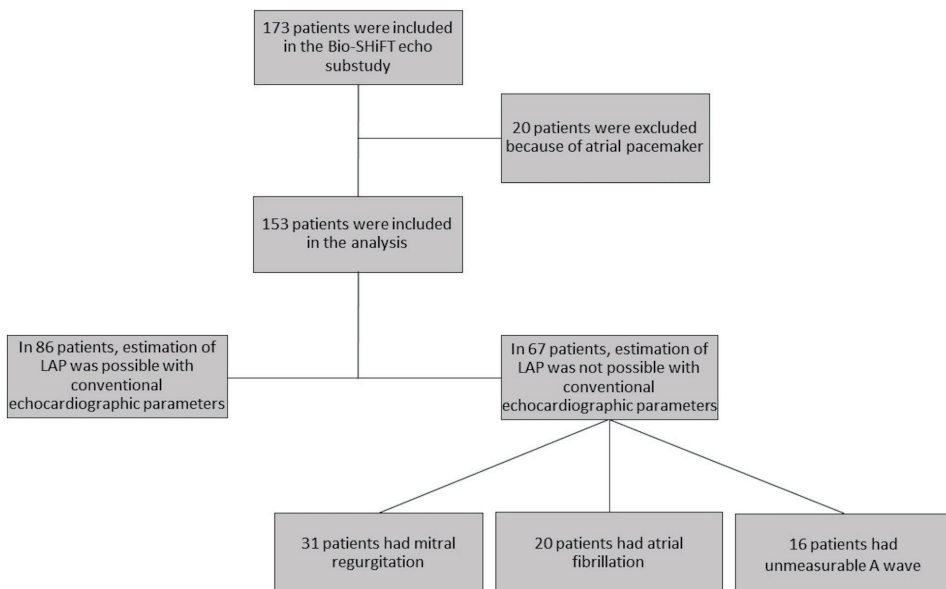 173 patients were included
in the Bio-SHiFT echo
substudy
20 patients were excluded
because of atrial pacemaker
153 patients were included
in the analysis
In 86 patients, estimation of
LAP was possible with
conventional
echocardiographic parameters
In 67 patients, estimation of
LAP was not possible with
conventional
echocardiographic parameters
31 patients had mitral
regurgitation
20 patients had atrial
fibrillation
16 patients had
unmeasurable A wave